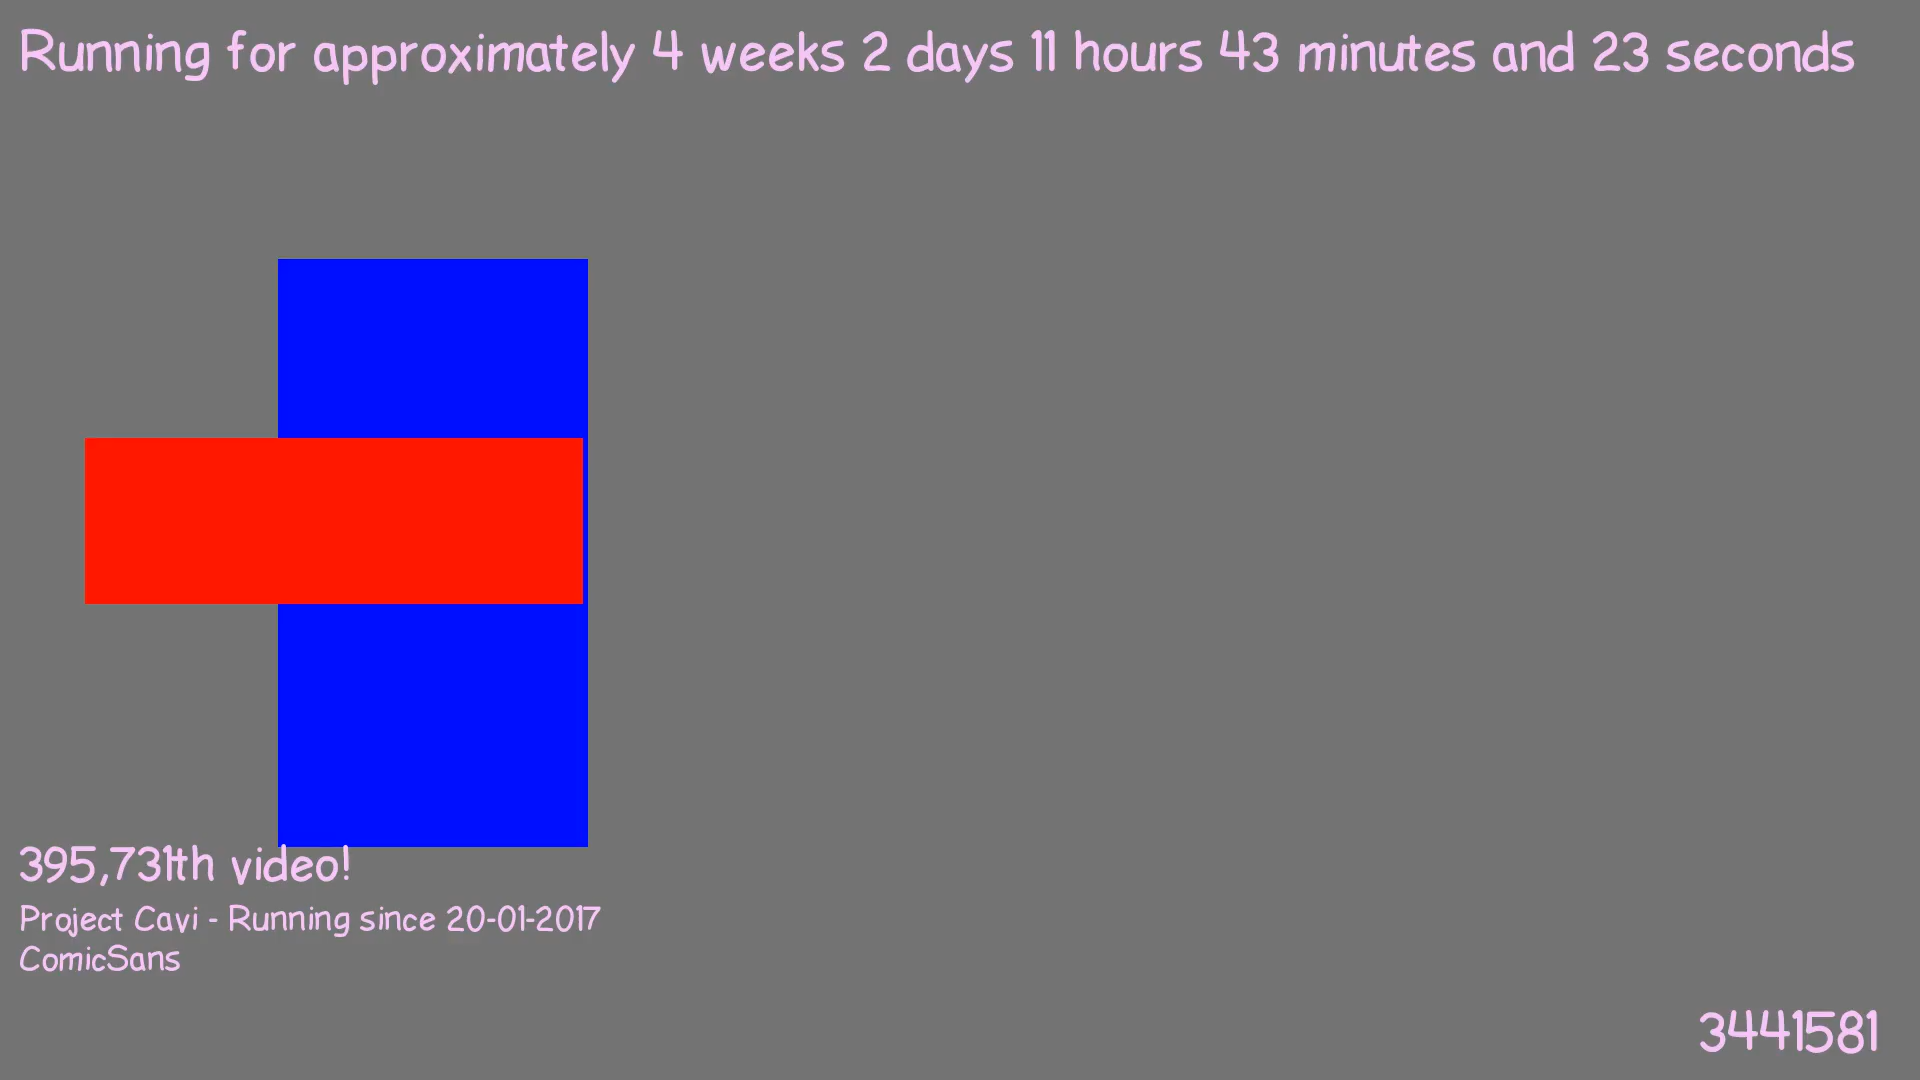 Running for approximately 4 weeks 2 days 11 hours 43 minutes and 23 seconds
395,731th video!
Project Cavi - Running since 20-01-2017
ComicSans
3441581